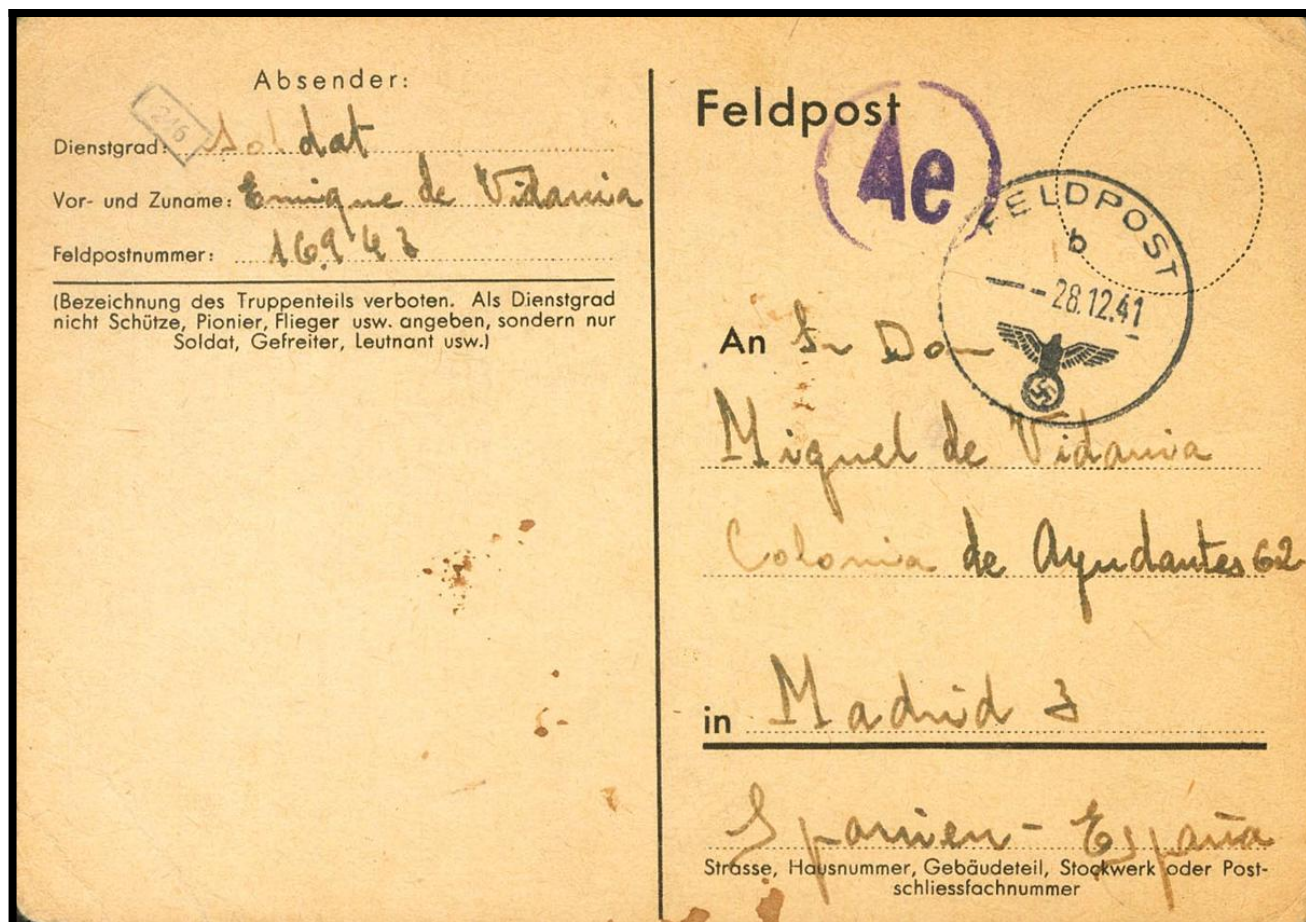 Absender:
216
Dienstgrad: Soldat
Vor- und Zuname: Enrique de Vidania
Feldpostnummer: 16943
(Bezeichnung des Truppenteils verboten. Als Dienstgrad
nicht Schütze, Pionier, Flieger usw. angeben, sondern nur
Soldat, Gefreiter, Leutnant usw.)
Feldpost
Ae
FELDPOST
b
28.12.41
An Sr Don
Miguel de Vidania
Colonia de Ayudantes 62
in Madrid 3
Spanien - España
Strasse, Hausnummer, Gebäudeteil, Stockwerk oder Post-
schliessfachnummer